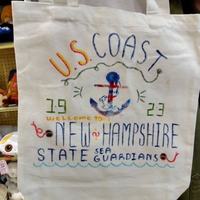 U.S. COAST
19 23
WELCOME TO
NEW HAMPSHIRE
STATE SEA GUARDIANS